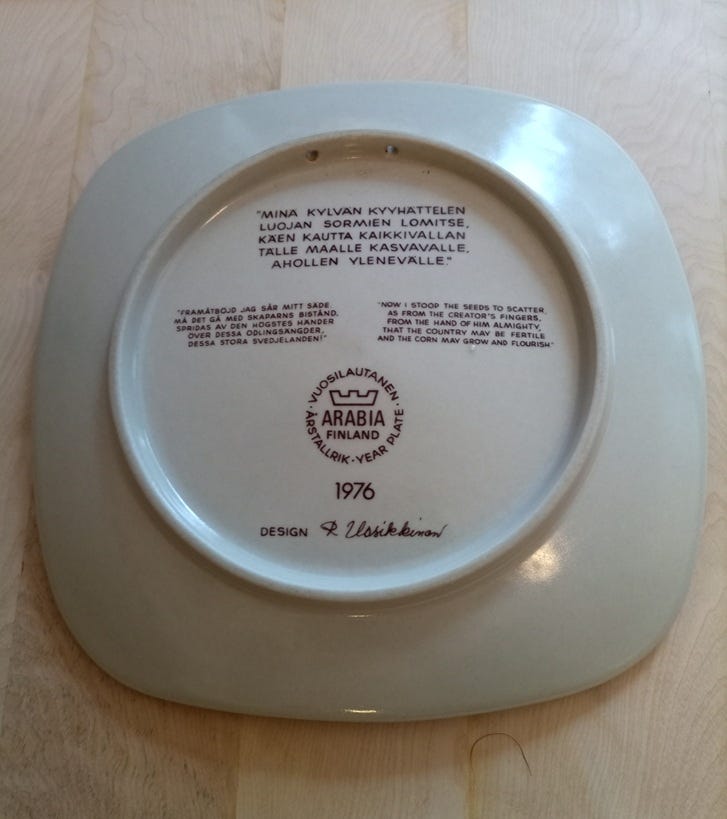 "MINÄ KYLVÄN KYYHÄTTELEN
LUOJAN SORMIEN LOMITSE,
KÄEN KAUTTA KAIKKIVALLAN
TÄLLE MAALLE KASVAVALLE,
AHOLLEN YLENEVÄLLE."
"FRAMÅTBÖJD JAG SÅR MITT SÄDE.
MÅ DET GÅ MED SKAPARNS BISTÅND,
SPRIDAS AV DEN HÖGSTES HÄNDER
ÖVER DESSA ODLINGSÄNGDER,
DESSA STORA SVEDJELANDEN!"
"NOW I STOOP THE SEEDS TO SCATTER,
AS FROM THE CREATOR'S FINGERS,
FROM THE HAND OF HIM ALMIGHTY,
THAT THE COUNTRY MAY BE FERTILE
AND THE CORN MAY GROW AND FLOURISH"
· VUOSILAUTANEN ·
ARABIA
FINLAND
ÅRSTALLRIK · YEAR PLATE
1976
DESIGN R Uosikkinen